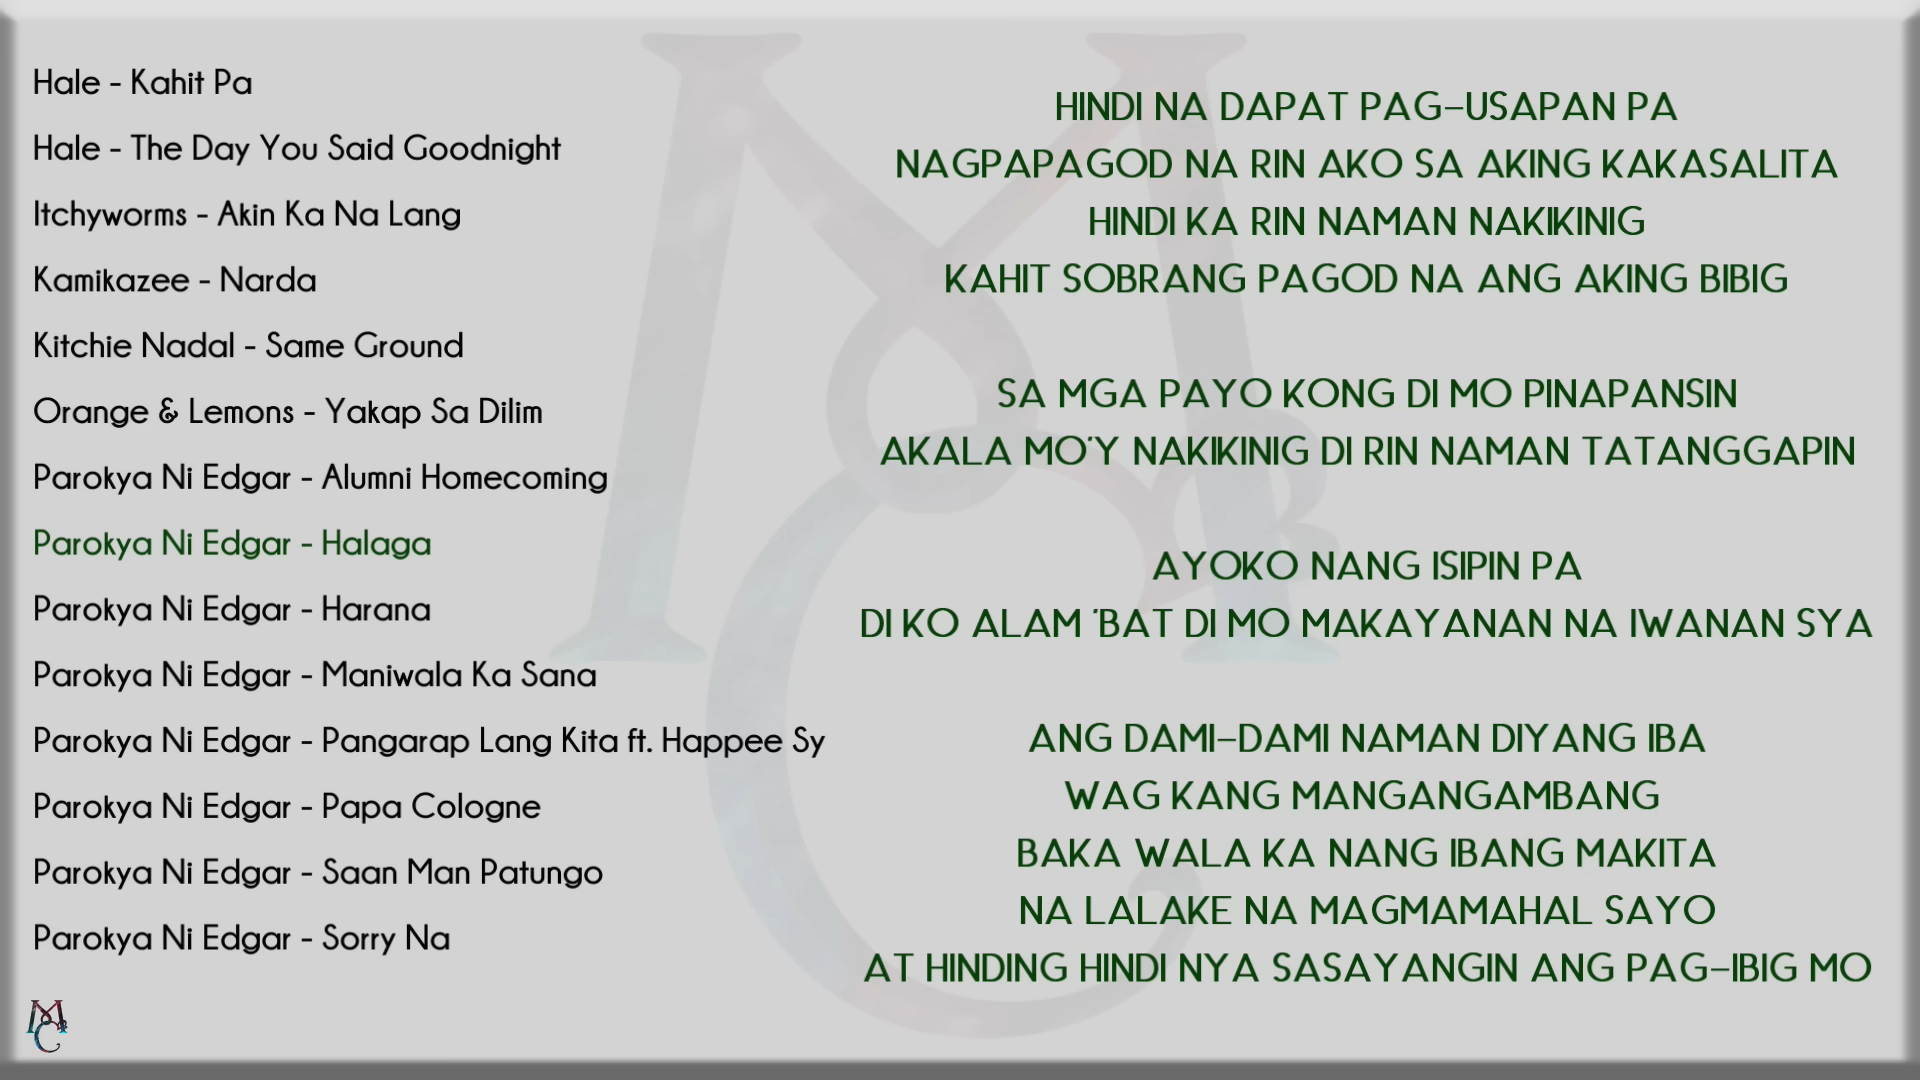 Hale - Kahit Pa
Hale - The Day You Said Goodnight
Itchyworms - Akin Ka Na Lang
Kamikazee - Narda
Kitchie Nadal - Same Ground
Orange & Lemons - Yakap Sa Dilim
Parokya Ni Edgar - Alumni Homecoming
Parokya Ni Edgar - Halaga
Parokya Ni Edgar - Harana
Parokya Ni Edgar - Maniwala Ka Sana
Parokya Ni Edgar - Pangarap Lang Kita ft. Happee Sy
Parokya Ni Edgar - Papa Cologne
Parokya Ni Edgar - Saan Man Patungo
Parokya Ni Edgar - Sorry Na
HINDI NA DAPAT PAG-USAPAN PA
NAGPAPAGOD NA RIN AKO SA AKING KAKASALITA
HINDI KA RIN NAMAN NAKIKINIG
KAHIT SOBRANG PAGOD NA ANG AKING BIBIG
SA MGA PAYO KONG DI MO PINAPANSIN
AKALA MO'Y NAKIKINIG DI RIN NAMAN TATANGGAPIN
AYOKO NANG ISIPIN PA
DI KO ALAM 'BAT DI MO MAKAYANAN NA IWANAN SYA
ANG DAMI-DAMI NAMAN DIYANG IBA
WAG KANG MANGANGAMBANG
BAKA WALA KA NANG IBANG MAKITA
NA LALAKE NA MAGMAMAHAL SAYO
AT HINDING HINDI NYA SASAYANGIN ANG PAG-IBIG MO